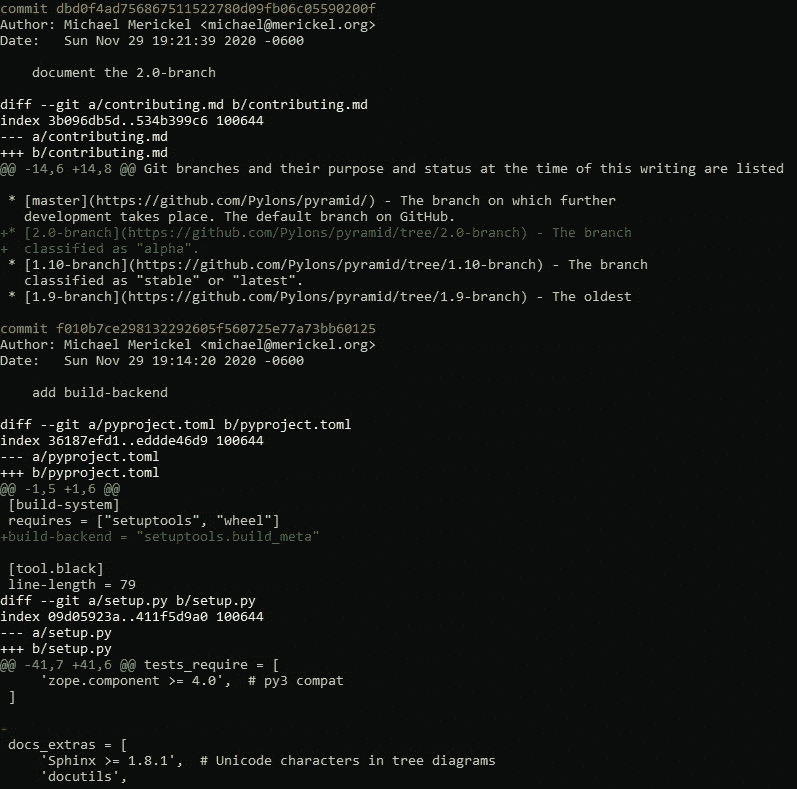 commit dbd0f4ad756867511522780d09fb06c05590200f
Author: Michael Merickel <michael@merickel.org>
Date:   Sun Nov 29 19:21:39 2020 -0600

    document the 2.0-branch

diff --git a/contributing.md b/contributing.md
index 3b096db5d..534b399c6 100644
--- a/contributing.md
+++ b/contributing.md
@@ -14,6 +14,8 @@ Git branches and their purpose and status at the time of this writing are listed

 * [master](https://github.com/Pylons/pyramid/) - The branch on which further
   development takes place. The default branch on GitHub.
+* [2.0-branch](https://github.com/Pylons/pyramid/tree/2.0-branch) - The branch
+  classified as "alpha".
 * [1.10-branch](https://github.com/Pylons/pyramid/tree/1.10-branch) - The branch
   classified as "stable" or "latest".
 * [1.9-branch](https://github.com/Pylons/pyramid/tree/1.9-branch) - The oldest

commit f010b7ce298132292605f560725e77a73bb60125
Author: Michael Merickel <michael@merickel.org>
Date:   Sun Nov 29 19:14:20 2020 -0600

    add build-backend

diff --git a/pyproject.toml b/pyproject.toml
index 36187efd1..eddde46d9 100644
--- a/pyproject.toml
+++ b/pyproject.toml
@@ -1,5 +1,6 @@
 [build-system]
 requires = ["setuptools", "wheel"]
+build-backend = "setuptools.build_meta"

 [tool.black]
 line-length = 79
diff --git a/setup.py b/setup.py
index 09d05923a..411f5d9a0 100644
--- a/setup.py
+++ b/setup.py
@@ -41,7 +41,6 @@ tests_require = [
     'zope.component >= 4.0',  # py3 compat
 ]

-
 docs_extras = [
     'Sphinx >= 1.8.1',  # Unicode characters in tree diagrams
     'docutils',